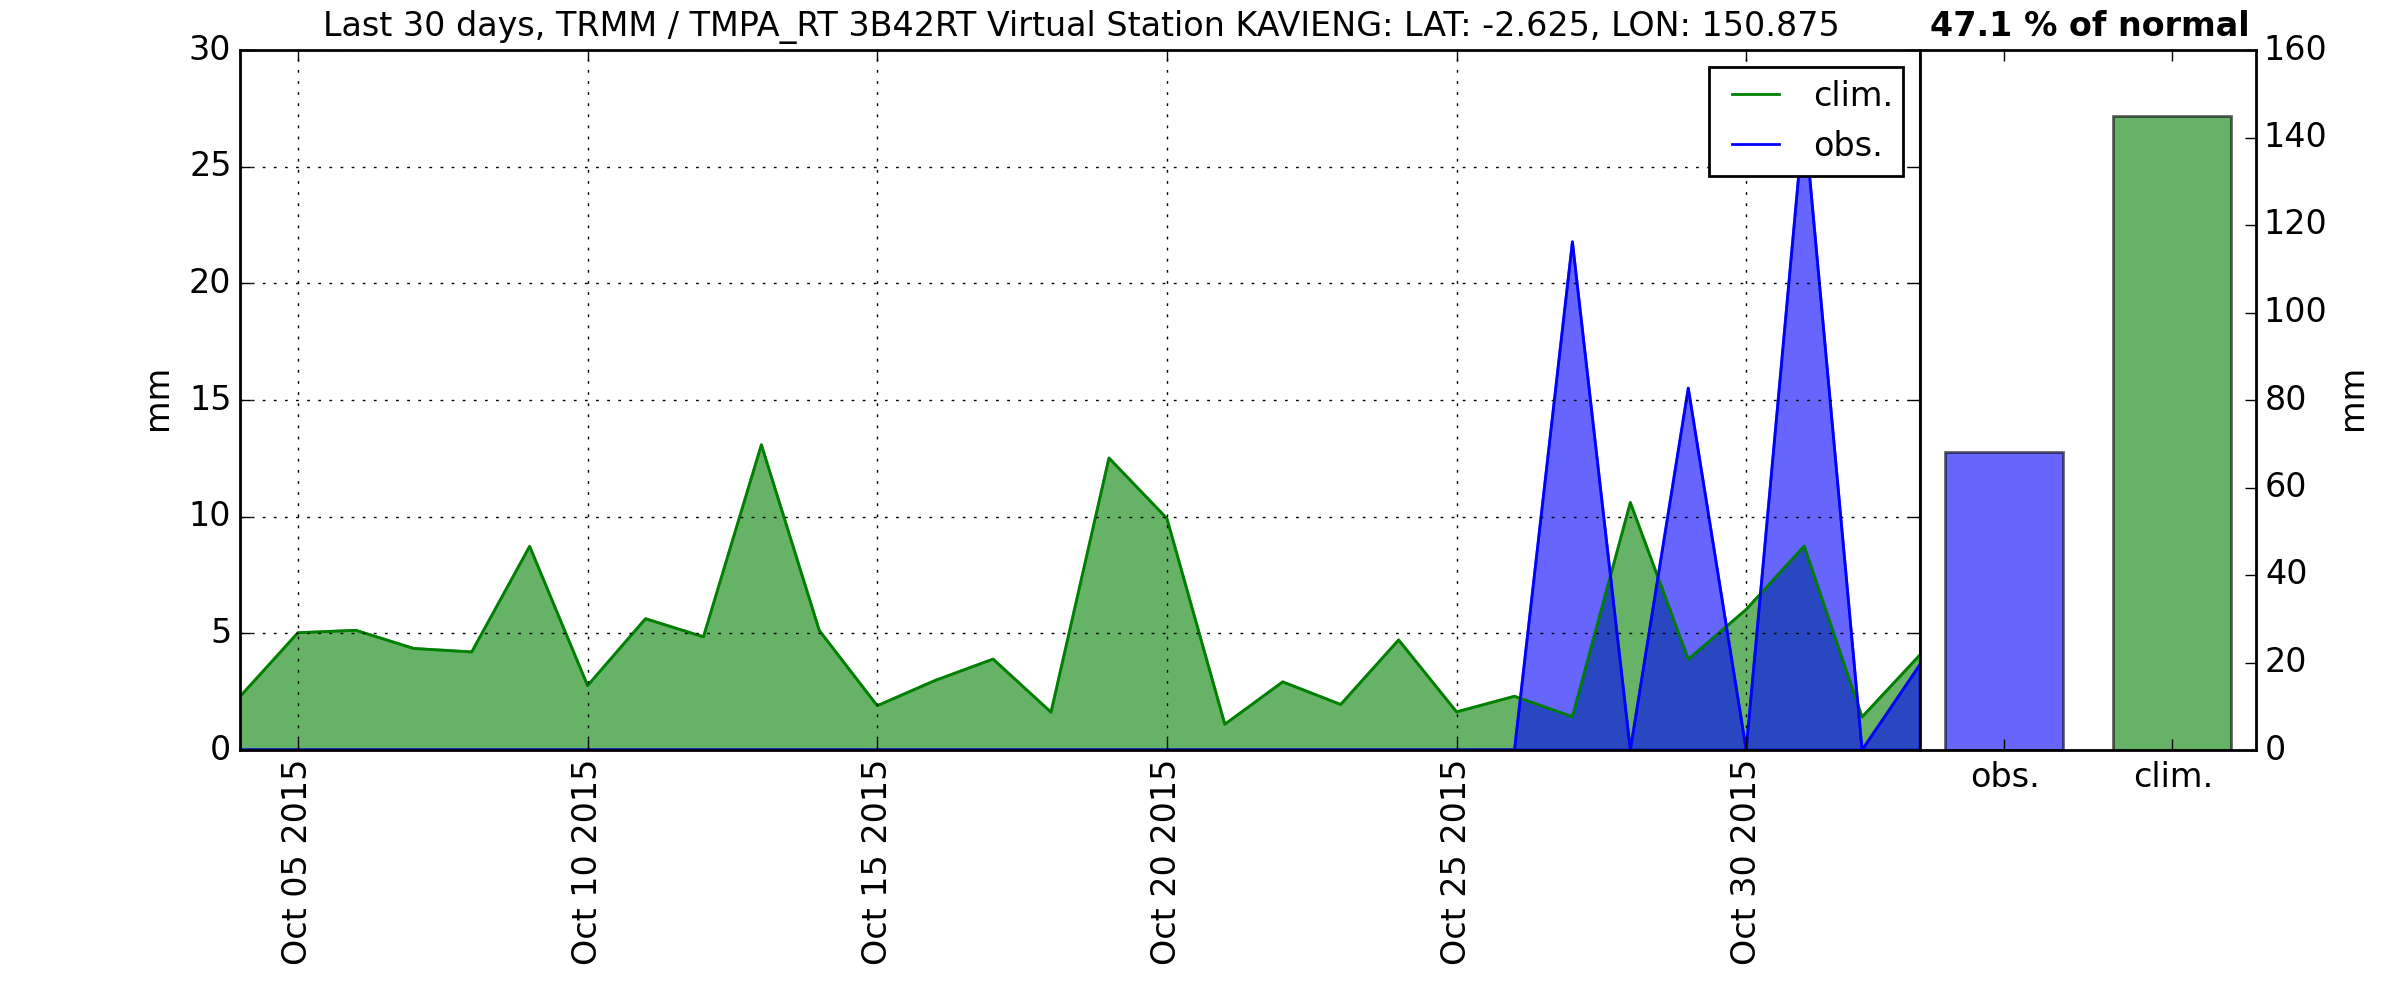 Last 30 days, TRMM / TMPA_RT 3B42RT Virtual Station KAVIENG: LAT: -2.625, LON: 150.875
47.1 % of normal
30
25
20
15
10
5
0
mm
clim.
obs.
Oct 05 2015
Oct 10 2015
Oct 15 2015
Oct 20 2015
Oct 25 2015
Oct 30 2015
obs.
clim.
160
140
120
100
80
60
40
20
0
mm